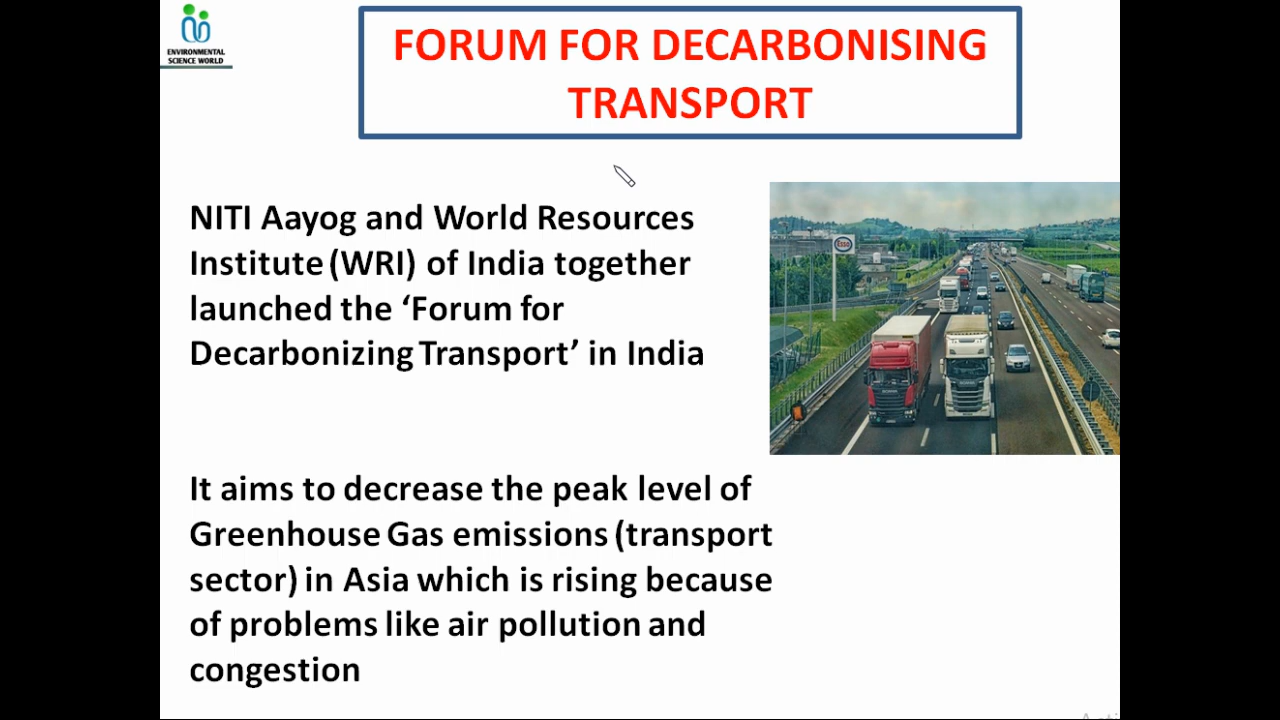 ENVIRONMENTAL
SCIENCE WORLD
FORUM FOR DECARBONISING
TRANSPORT
NITI Aayog and World Resources
Institute (WRI) of India together
launched the ‘Forum for
Decarbonizing Transport’ in India
Esso
It aims to decrease the peak level of
Greenhouse Gas emissions (transport
sector) in Asia which is rising because
of problems like air pollution and
congestion